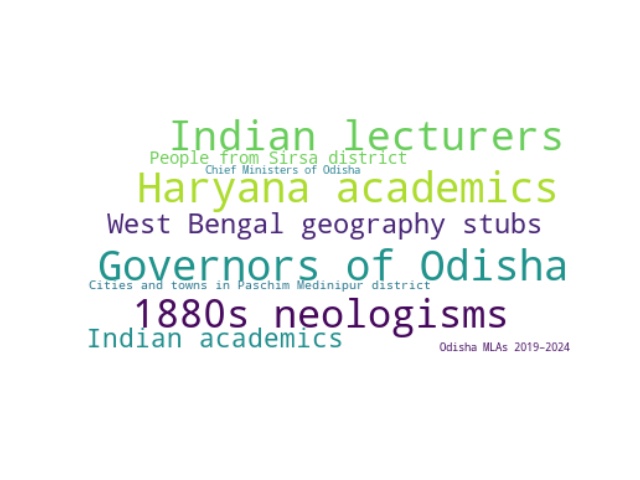 Indian lecturers
People from Sirsa district
Chief Ministers of Odisha
Haryana academics
West Bengal geography stubs
Governors of Odisha
Cities and towns in Paschim Medinipur district
1880s neologisms
Indian academics
Odisha MLAs 2019–2024